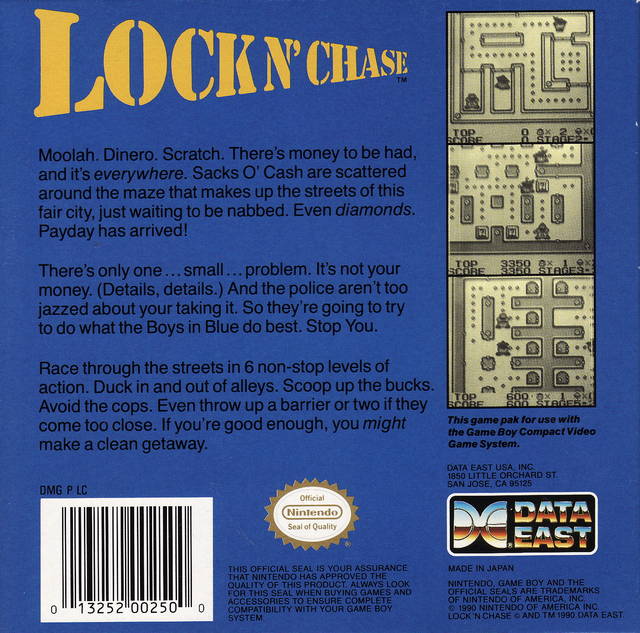 LOCK N' CHASE™
Moolah. Dinero. Scratch. There's money to be had,
and it's everywhere. Sacks O' Cash are scattered
around the maze that makes up the streets of this
fair city, just waiting to be nabbed. Even diamonds.
Payday has arrived!
There's only one...small...problem. It's not your
money. (Details, details.) And the police aren't too
jazzed about your taking it. So they're going to try
to do what the Boys in Blue do best. Stop You.
Race through the streets in 6 non-stop levels of
action. Duck in and out of alleys. Scoop up the bucks.
Avoid the cops. Even throw up a barrier or two if they
come too close. If you're good enough, you might
make a clean getaway.
DMG P LC
0 13252 00250 0
Official
Nintendo
Seal of Quality
®
THIS OFFICIAL SEAL IS YOUR ASSURANCE
THAT NINTENDO HAS APPROVED THE
QUALITY OF THIS PRODUCT. ALWAYS LOOK
FOR THIS SEAL WHEN BUYING GAMES AND
ACCESSORIES TO ENSURE COMPLETE
COMPATIBILITY WITH YOUR GAME BOY
SYSTEM.
TOP 0 × 2 ×0
SCORE 0 STAGE2-
TOP 3350 × 1 ×
SCORE 3350 STAGE3-
TOP 600 × 1 ×
SCORE 600
This game pak for use with
the Game Boy Compact Video
Game System.
DATA EAST USA, INC.
1850 LITTLE ORCHARD ST.
SAN JOSE, CA 95125
DATA
EAST
®
MADE IN JAPAN
NINTENDO, GAME BOY AND THE
OFFICIAL SEALS ARE TRADEMARKS
OF NINTENDO OF AMERICA, INC.
© 1990 NINTENDO OF AMERICA INC.
LOCK N CHASE © AND TM 1990 DATA EAST